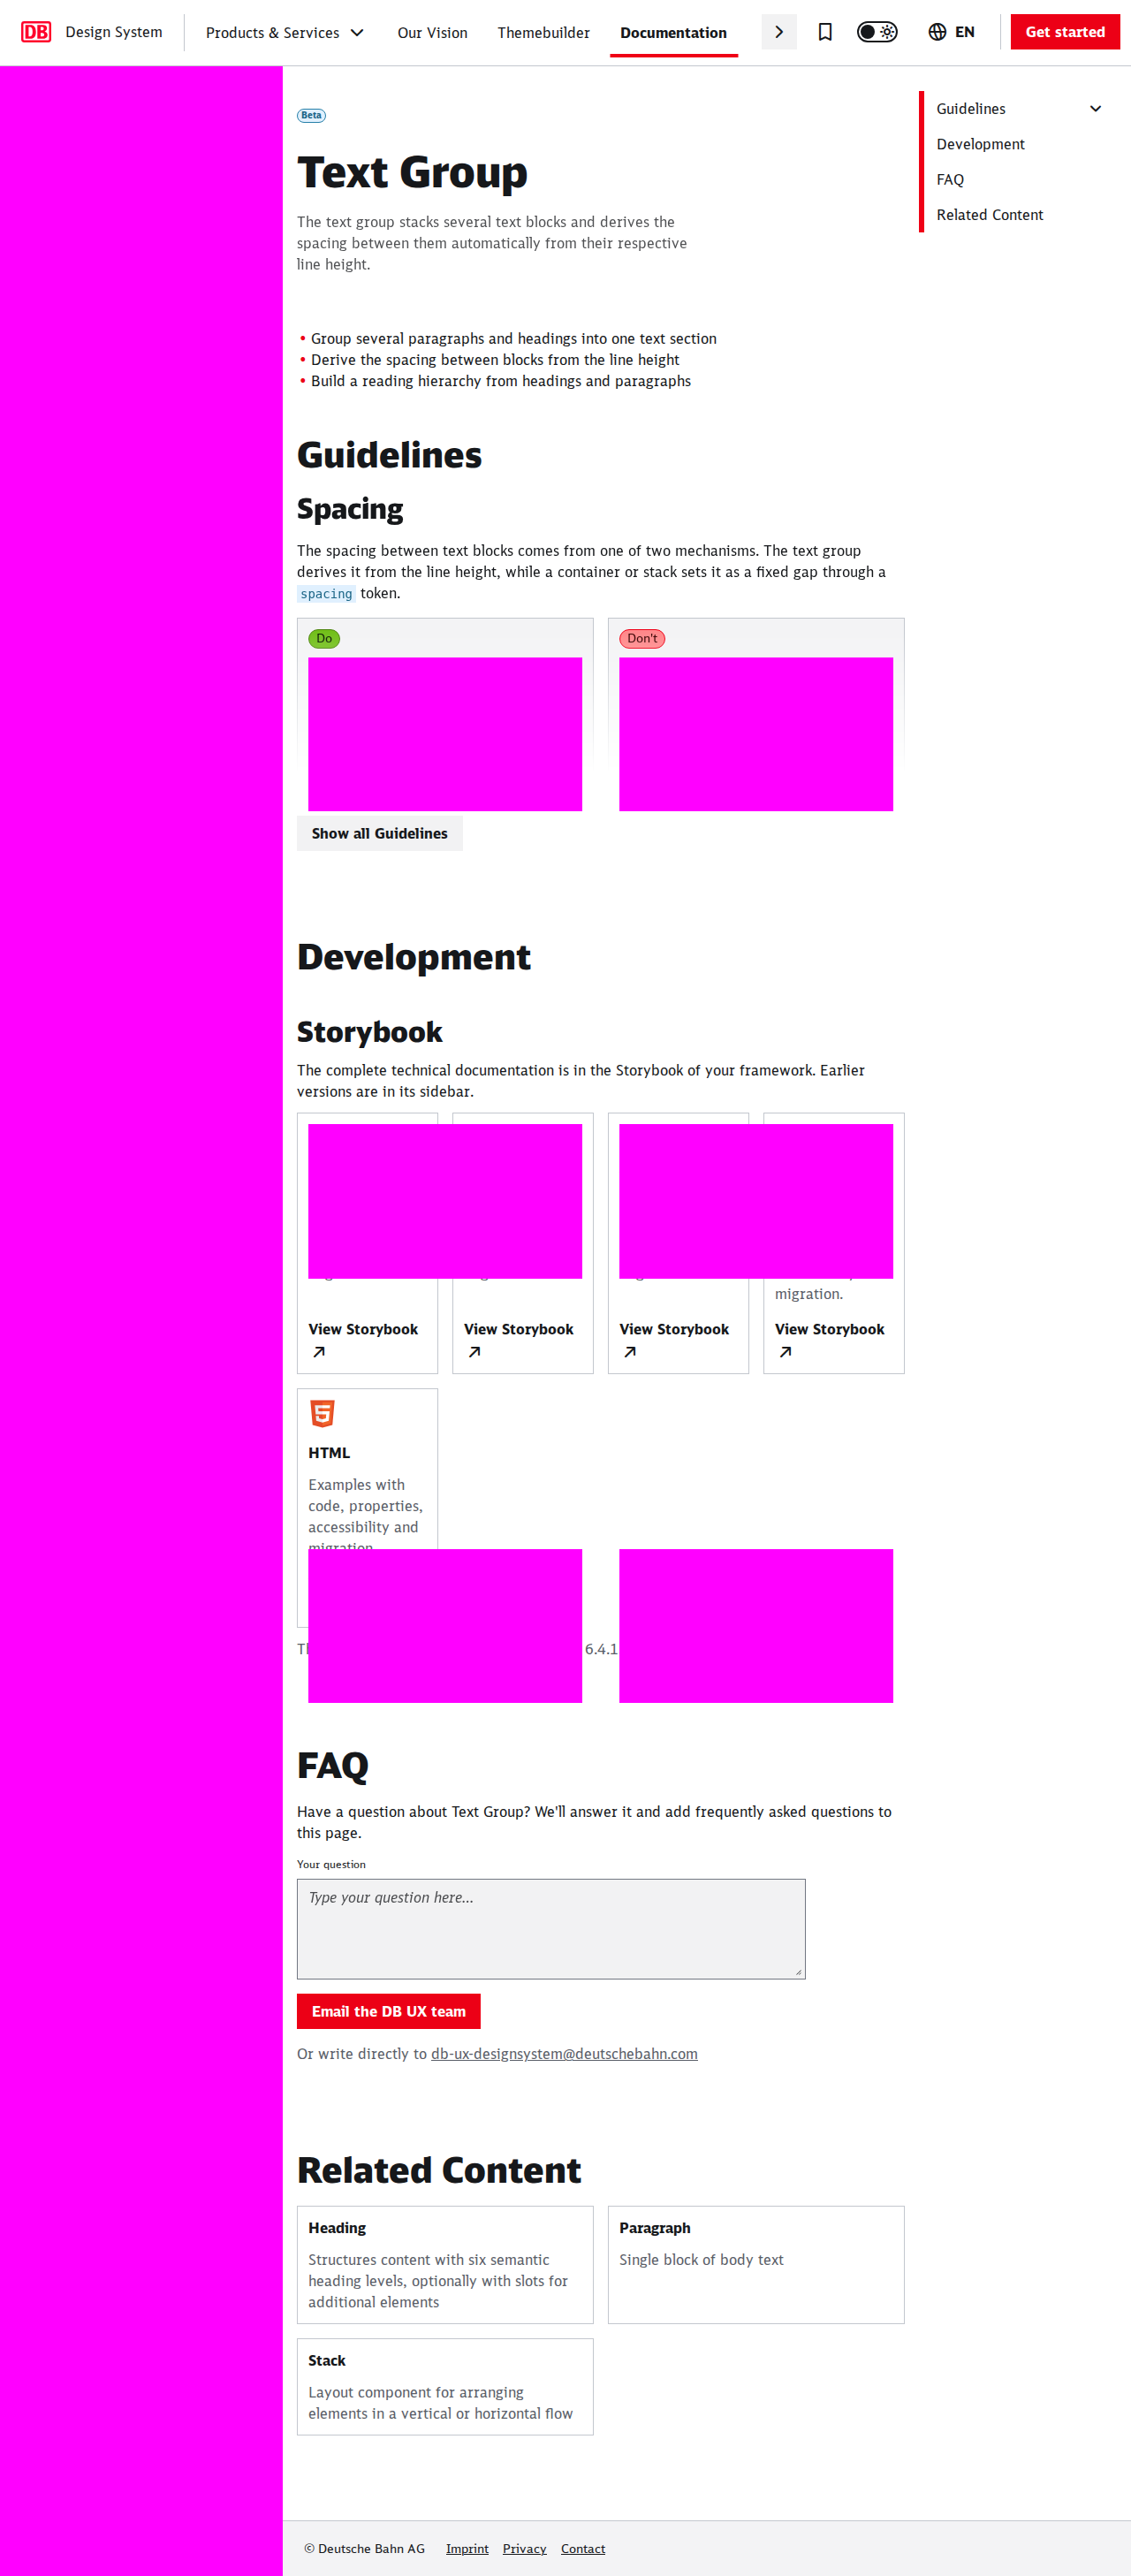 DB Design System
Products & Services
Our Vision
Themebuilder
Documentation
EN
Get started
Guidelines
Development
FAQ
Related Content
Beta
Text Group
The text group stacks several text blocks and derives the
spacing between them automatically from their respective
line height.
• Group several paragraphs and headings into one text section
• Derive the spacing between blocks from the line height
• Build a reading hierarchy from headings and paragraphs
Guidelines
Spacing
The spacing between text blocks comes from one of two mechanisms. The text group
derives it from the line height, while a container or stack sets it as a fixed gap through a
spacing token.
Do
Don't
Show all Guidelines
Development
Storybook
The complete technical documentation is in the Storybook of your framework. Earlier
versions are in its sidebar.
migration.
View Storybook
View Storybook
View Storybook
View Storybook
HTML
Examples with
code, properties,
accessibility and
migration
6.4.1
FAQ
Have a question about Text Group? We'll answer it and add frequently asked questions to
this page.
Your question
Type your question here...
Email the DB UX team
Or write directly to db-ux-designsystem@deutschebahn.com
Related Content
Heading
Structures content with six semantic
heading levels, optionally with slots for
additional elements
Paragraph
Single block of body text
Stack
Layout component for arranging
elements in a vertical or horizontal flow
© Deutsche Bahn AG
Imprint
Privacy
Contact